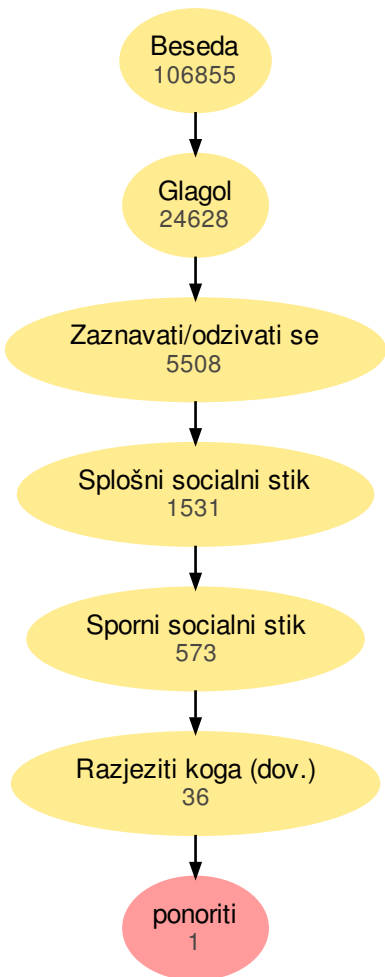 Beseda
106855
Glagol
24628
Zaznavati/odzivati se
5508
Splošni socialni stik
1531
Sporni socialni stik
573
Razjeziti koga (dov.)
36
ponoriti
1